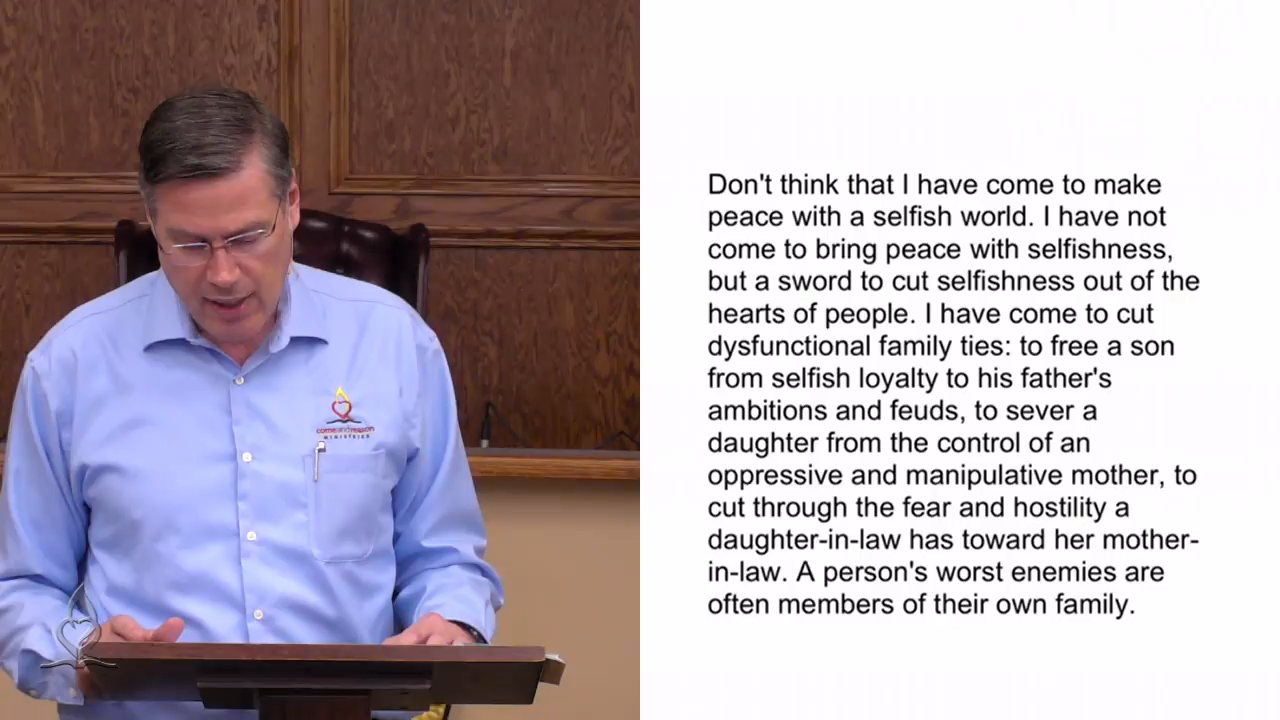 come and reason
MINISTRIES
Don't think that I have come to make
peace with a selfish world. I have not
come to bring peace with selfishness,
but a sword to cut selfishness out of the
hearts of people. I have come to cut
dysfunctional family ties: to free a son
from selfish loyalty to his father's
ambitions and feuds, to sever a
daughter from the control of an
oppressive and manipulative mother, to
cut through the fear and hostility a
daughter-in-law has toward her mother-
in-law. A person's worst enemies are
often members of their own family.